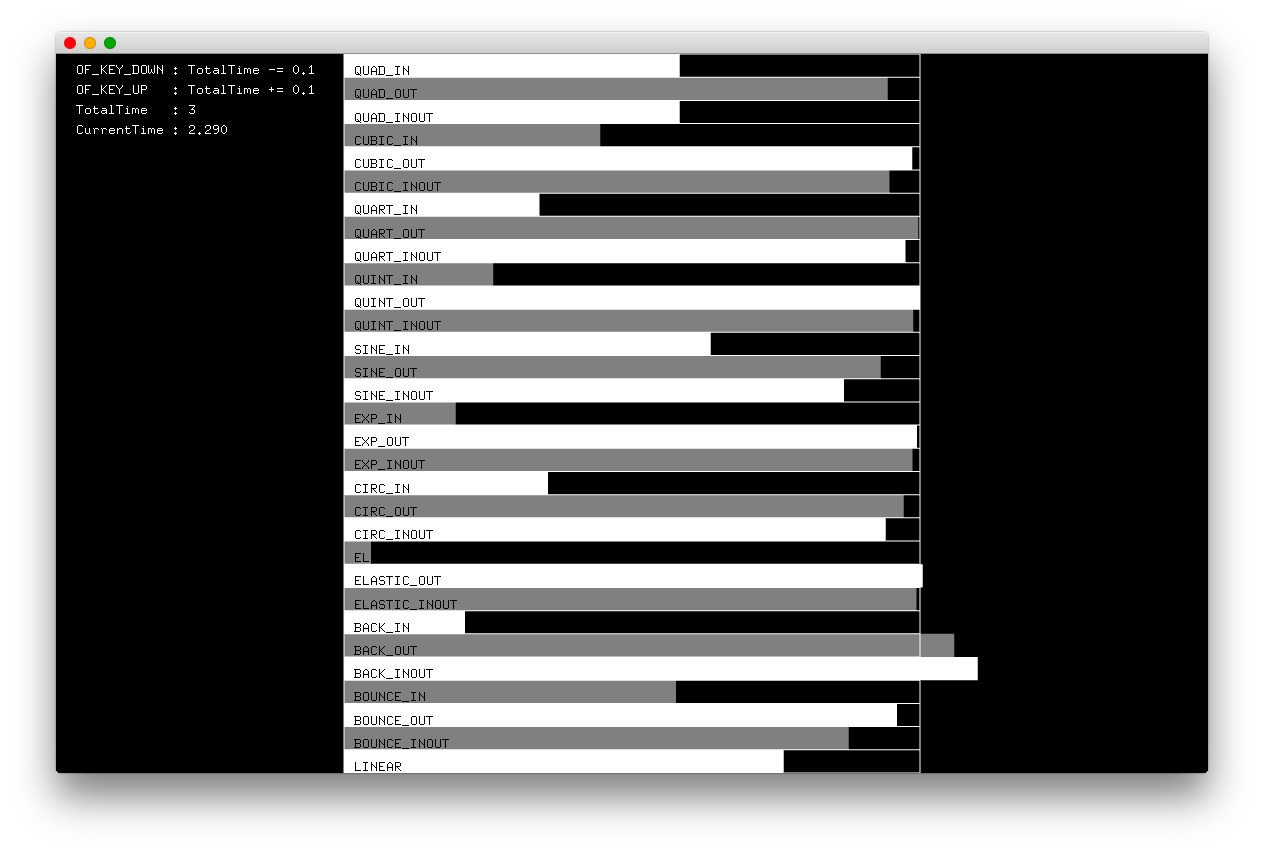 OF_KEY_DOWN : TotalTime -= 0.1
OF_KEY_UP   : TotalTime += 0.1
TotalTime   : 3
CurrentTime : 2.290
QUAD_IN
QUAD_OUT
QUAD_INOUT
CUBIC_IN
CUBIC_OUT
CUBIC_INOUT
QUART_IN
QUART_OUT
QUART_INOUT
QUINT_IN
QUINT_OUT
QUINT_INOUT
SINE_IN
SINE_OUT
SINE_INOUT
EXP_IN
EXP_OUT
EXP_INOUT
CIRC_IN
CIRC_OUT
CIRC_INOUT
EL
ELASTIC_OUT
ELASTIC_INOUT
BACK_IN
BACK_OUT
BACK_INOUT
BOUNCE_IN
BOUNCE_OUT
BOUNCE_INOUT
LINEAR